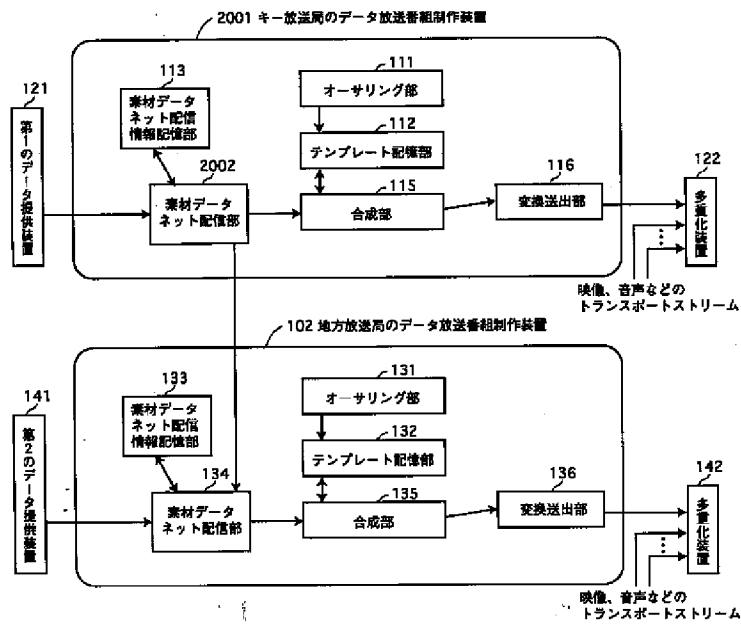 2001 キー放送局のデータ放送番組制作装置
113
素材データ
ネット配信
情報記憶部
111
オーサリング部
121
第1のデータ提供装置
112
テンプレート記憶部
2002
素材データ
ネット配信部
115
合成部
116
変換送出部
122
多重化装置
映像、音声などの
トランスポートストリーム
102 地方放送局のデータ放送番組制作装置
133
素材データ
ネット配信
情報記憶部
131
オーサリング部
141
第2のデータ提供装置
132
テンプレート記憶部
134
素材データ
ネット配信部
135
合成部
136
変換送出部
142
多重化装置
映像、音声などの
トランスポートストリーム